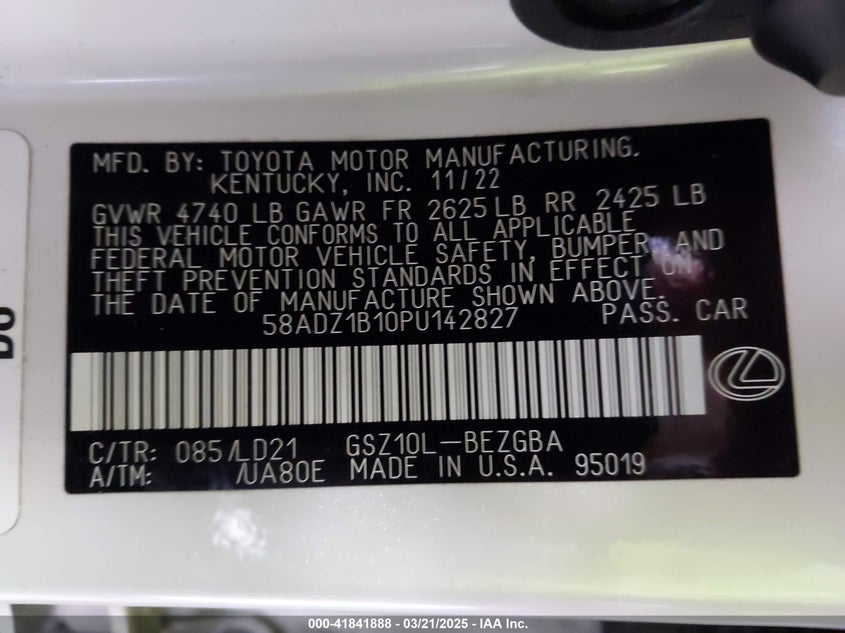 MFD. BY: TOYOTA MOTOR MANUFACTURING.
KENTUCKY, INC. 11/22
GVWR 4740 LB GAWR FR 2625 LB RR 2425 LB
THIS VEHICLE CONFORMS TO ALL APPLICABLE
FEDERAL MOTOR VEHICLE SAFETY, BUMPER, AND
THEFT PREVENTION STANDARDS IN EFFECT ON
THE DATE OF MANUFACTURE SHOWN ABOVE.
58ADZ1B10PU142827 PASS. CAR
C/TR: 085/LD21 GSZ10L-BEZGBA
A/TM: /UA80E MADE IN U.S.A. 95019
000-41841888 - 03/21/2025 - IAA Inc.